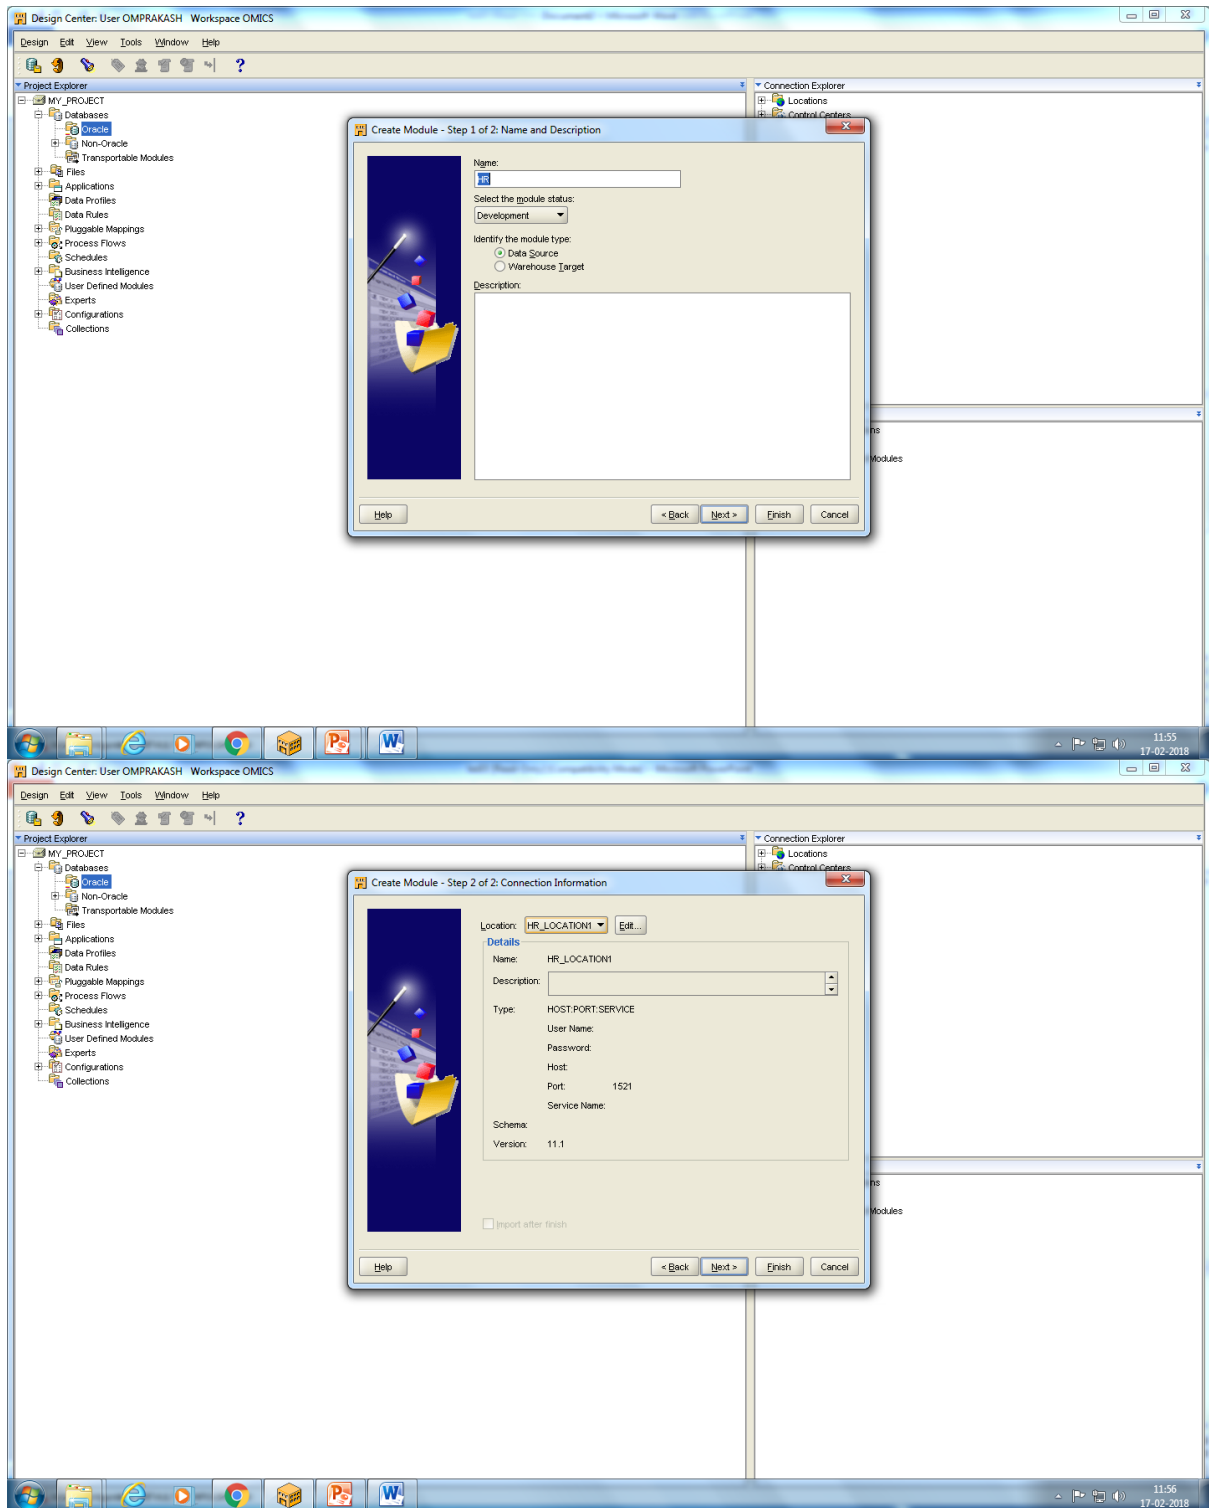 Design Center: User OMPRAKASH Workspace OMICS
Design Edit View Tools Window Help
Project Explorer
MY_PROJECT
Databases
Oracle
Non-Oracle
Transportable Modules
Files
Applications
Data Profiles
Data Rules
Pluggable Mappings
Process Flows
Schedules
Business Intelligence
User Defined Modules
Experts
Configurations
Collections
Connection Explorer
Locations
Control Centers
Create Module - Step 1 of 2: Name and Description
Name:
HR
Select the module status:
Development
Identify the module type:
Data Source
Warehouse Target
Description:
Help < Back Next > Finish Cancel
ns
Modules
11:55
17-02-2018
Design Center: User OMPRAKASH Workspace OMICS
Design Edit View Tools Window Help
Project Explorer
MY_PROJECT
Databases
Oracle
Non-Oracle
Transportable Modules
Files
Applications
Data Profiles
Data Rules
Pluggable Mappings
Process Flows
Schedules
Business Intelligence
User Defined Modules
Experts
Configurations
Collections
Connection Explorer
Locations
Control Centers
Create Module - Step 2 of 2: Connection Information
Location: HR_LOCATION1 Edit...
Details
Name: HR_LOCATION1
Description:
Type: HOST:PORT:SERVICE
User Name:
Password:
Host:
Port: 1521
Service Name:
Schema:
Version: 11.1
Import after finish
Help < Back Next > Finish Cancel
ns
Modules
11:56
17-02-2018